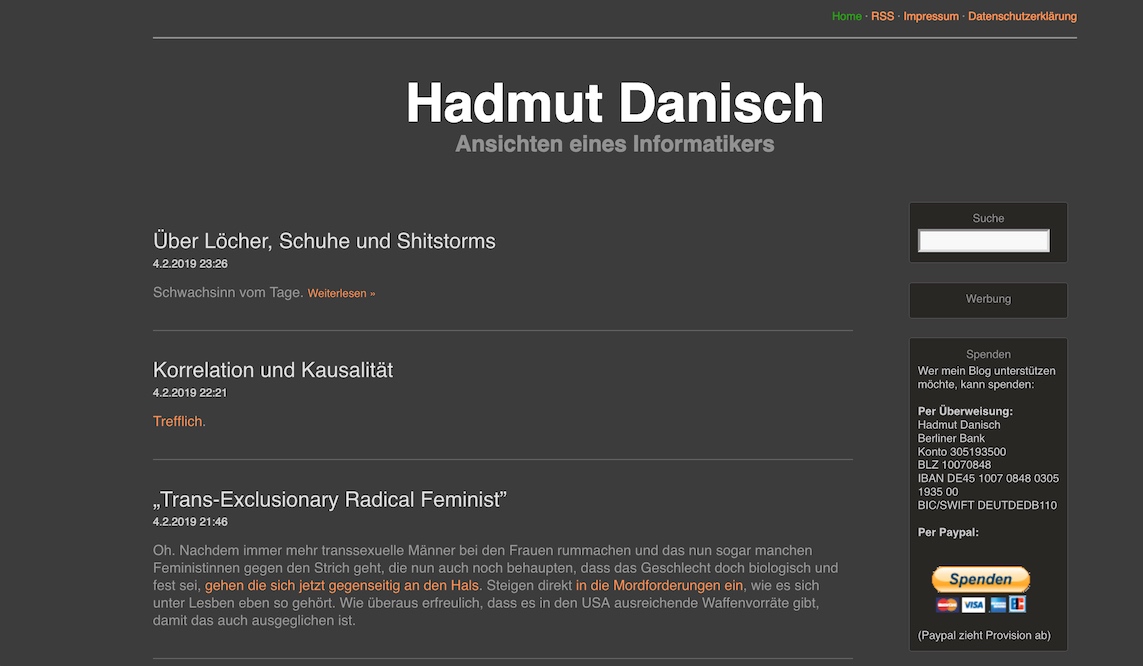 Home · RSS · Impressum · Datenschutzerklärung
Hadmut Danisch
Ansichten eines Informatikers
Über Löcher, Schuhe und Shitstorms
4.2.2019 23:26
Schwachsinn vom Tage. Weiterlesen »
Korrelation und Kausalität
4.2.2019 22:21
Trefflich.
„Trans-Exclusionary Radical Feminist”
4.2.2019 21:46
Oh. Nachdem immer mehr transsexuelle Männer bei den Frauen rummachen und das nun sogar manchen
Feministinnen gegen den Strich geht, die nun auch noch behaupten, dass das Geschlecht doch biologisch und
fest sei, gehen die sich jetzt gegenseitig an den Hals. Steigen direkt in die Mordforderungen ein, wie es sich
unter Lesben eben so gehört. Wie überaus erfreulich, dass es in den USA ausreichende Waffenvorräte gibt,
damit das auch ausgeglichen ist.
Suche
Werbung
Spenden
Wer mein Blog unterstützen
möchte, kann spenden:
Per Überweisung:
Hadmut Danisch
Berliner Bank
Konto 305193500
BLZ 10070848
IBAN DE45 1007 0848 0305
1935 00
BIC/SWIFT DEUTDEDB110
Per Paypal:
Spenden
VISA
(Paypal zieht Provision ab)